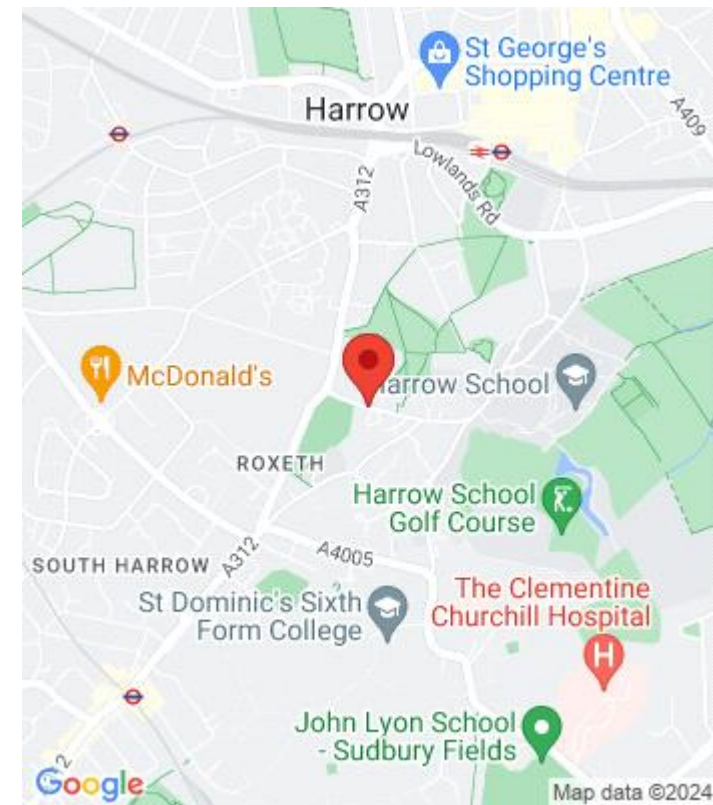 St George's
Shopping Centre
Harrow
A409
Lowlands Rd
A312
McDonald's
Harrow School
ROXETH
Harrow School
Golf Course
A312
A4005
SOUTH HARROW
The Clementine
Churchill Hospital
St Dominic's Sixth
Form College
H
John Lyon School
- Sudbury Fields
Google
Map data ©2024